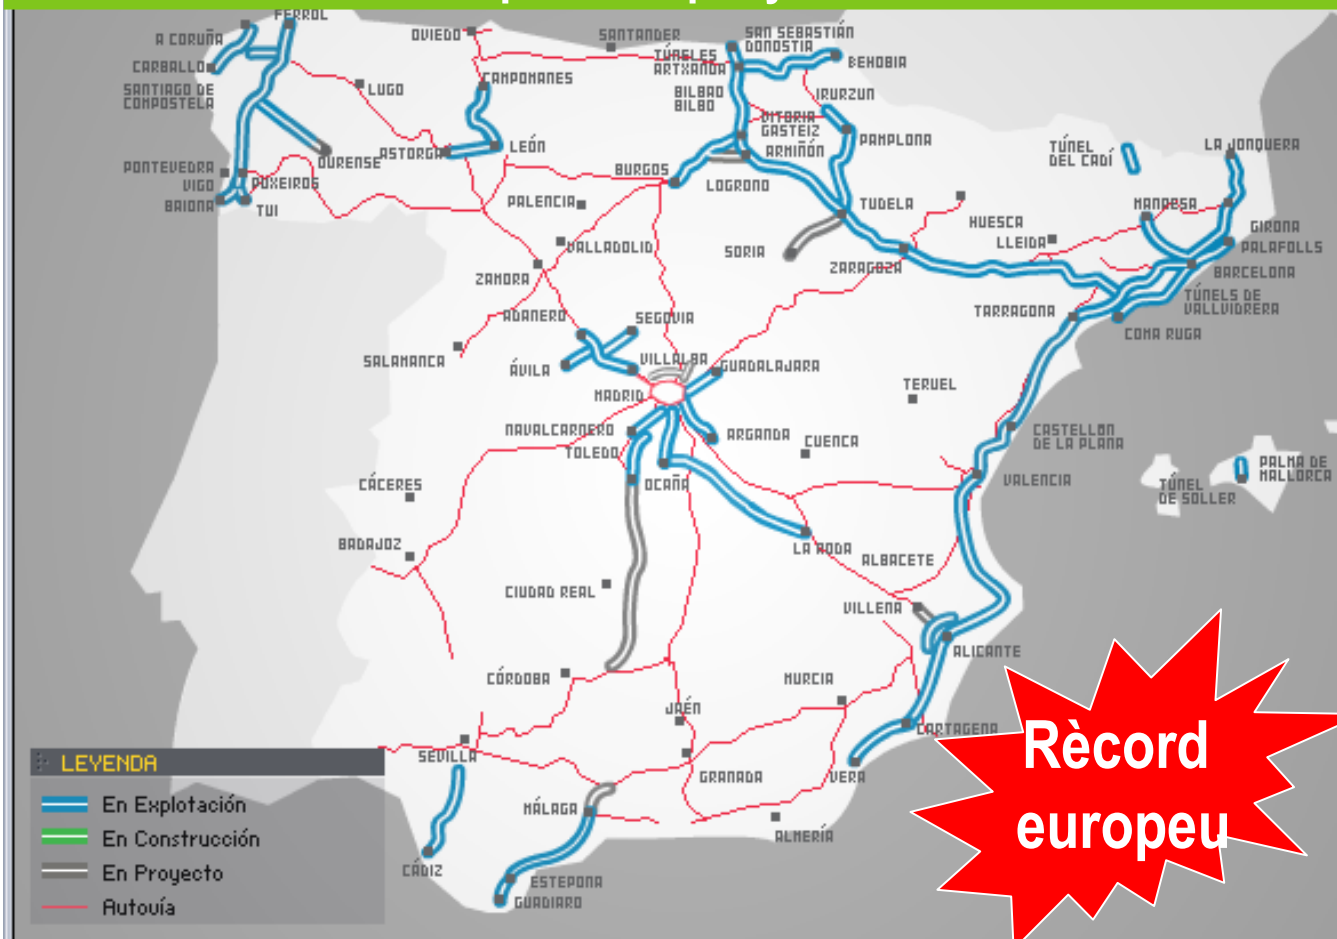 FERROL
A CORUÑA
OVIEDO
SANTANDER
SAN SEBASTIÁN
DONOSTIA
TÚNELES
ARTXANDA
BEHOBIA
CARBALLO
LUGO
CAMPOMANES
SANTIAGO DE
COMPOSTELA
BILBAO
BILBO
IRURZUN
VITORIA
GASTEIZ
PAMPLONA
ARMIÑÓN
OURENSE
ASTORGA
LEÓN
BURGOS
LOGRONO
TÚNEL
DEL CADÍ
LA JONQUERA
PONTEVEDRA
VIGO
PUXEIROS
BAIONA
TUI
PALENCIA
TUDELA
HUESCA
LLEIDA
MANRESA
GIRONA
PALAFOLLS
VALLADOLID
SORIA
ZARAGOZA
BARCELONA
ZAMORA
TÚNELS DE
VALLVIDRERA
ADANERO
SEGOVIA
TARRAGONA
COMA RUGA
SALAMANCA
ÁVILA
VILLALBA
GUADALAJARA
MADRID
TERUEL
NAVALCARNERO
ARGANDA
CUENCA
CASTELLÓN
DE LA PLANA
TOLEDO
CÁCERES
OCAÑA
VALENCIA
TÚNEL
DE SOLLER
PALMA DE
MALLORCA
BADAJOZ
LA RODA
ALBACETE
CIUDAD REAL
VILLENA
ALICANTE
CÓRDOBA
MURCIA
JAÉN
CARTAGENA
SEVILLA
GRANADA
VERA
MÁLAGA
ALMERÍA
CÁDIZ
ESTEPONA
GUADIARO
LEYENDA
En Explotación
En Construcción
En Proyecto
Autovía
Rècord
europeu